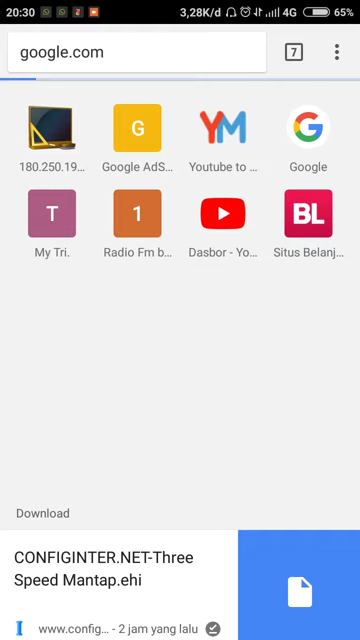 20:30 3,28K/d 4G 65%
google.com 7
180.250.19... Google AdS... Youtube to ... Google
G YM
T 1 BL
My Tri. Radio Fm b... Dasbor - Yo... Situs Belanj...
Download
CONFIGINTER.NET-Three
Speed Mantap.ehi
www.config... - 2 jam yang lalu